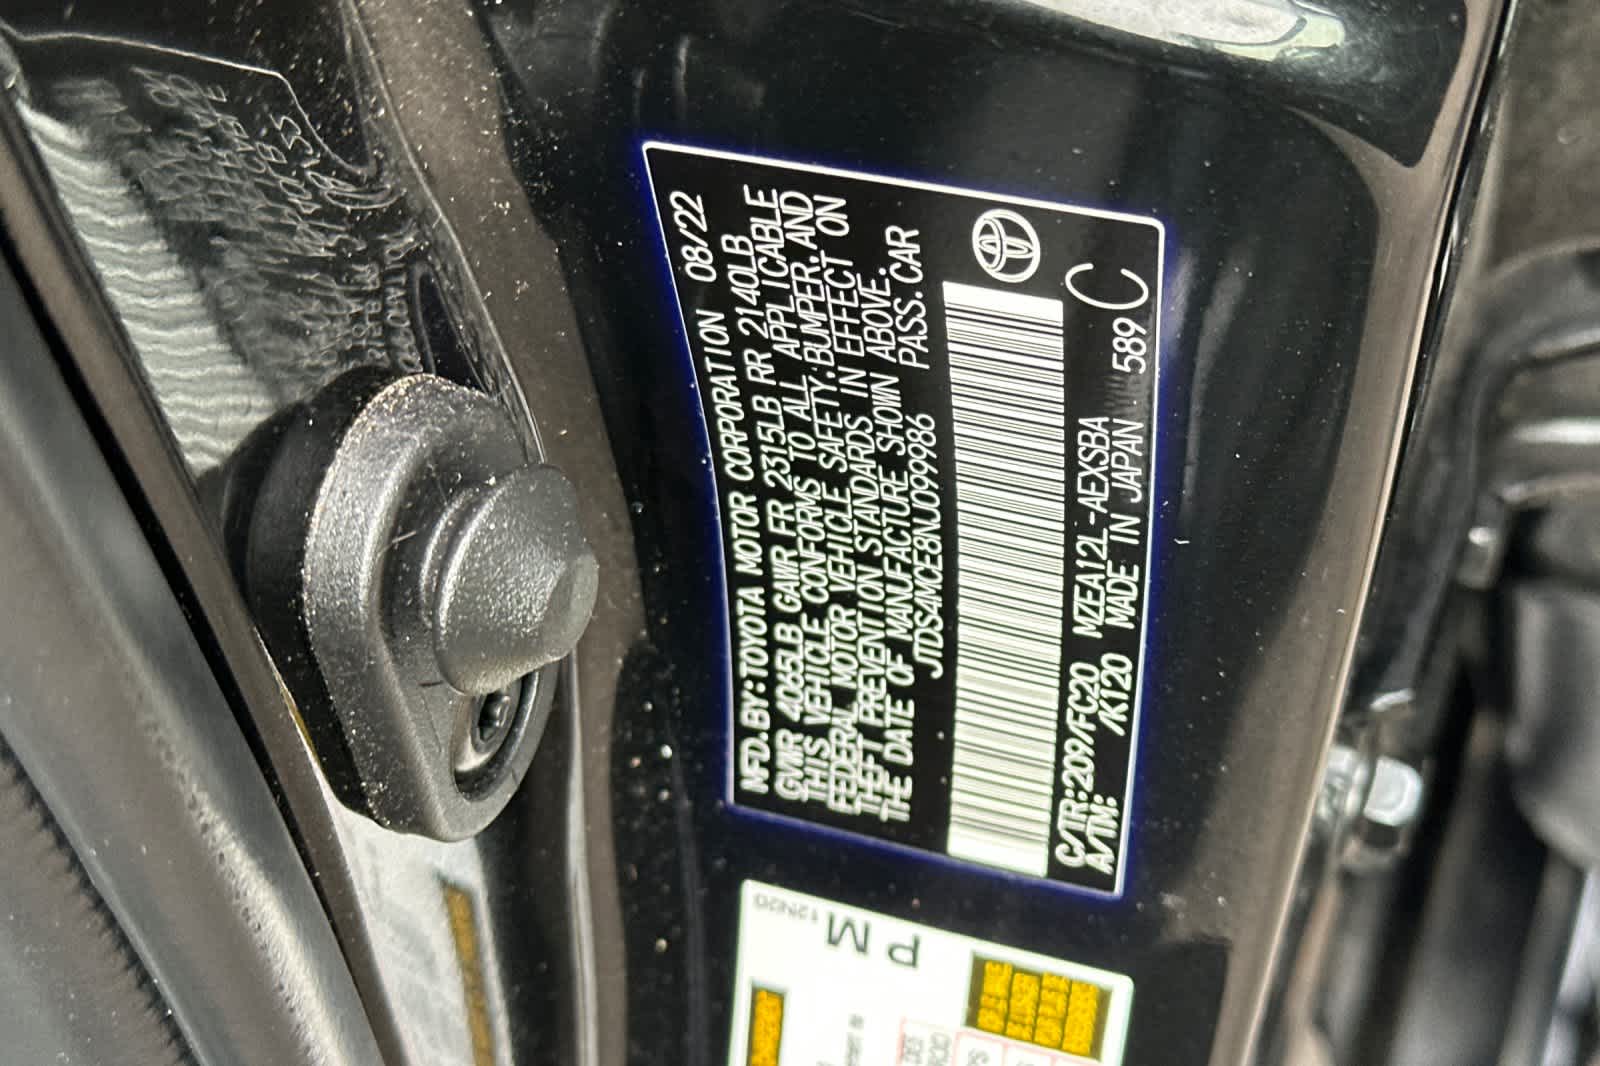 MFD.BY:TOYOTA MOTOR CORPORATION 08/22
GVWR 4065LB GAWR FR 2315LB RR 2140LB
THIS VEHICLE CONFORMS TO ALL APPLICABLE
FEDERAL MOTOR VEHICLE SAFETY,BUMPER,AND
THEFT PREVENTION STANDARDS IN EFFECT ON
THE DATE OF MANUFACTURE SHOWN ABOVE.
JTDS4MCE8NJ099986 PASS.CAR
C/TR:209/FC20 MZEA12L-AEXSBA
A/TM: /K120 MADE IN JAPAN 589 C
PM
12N20